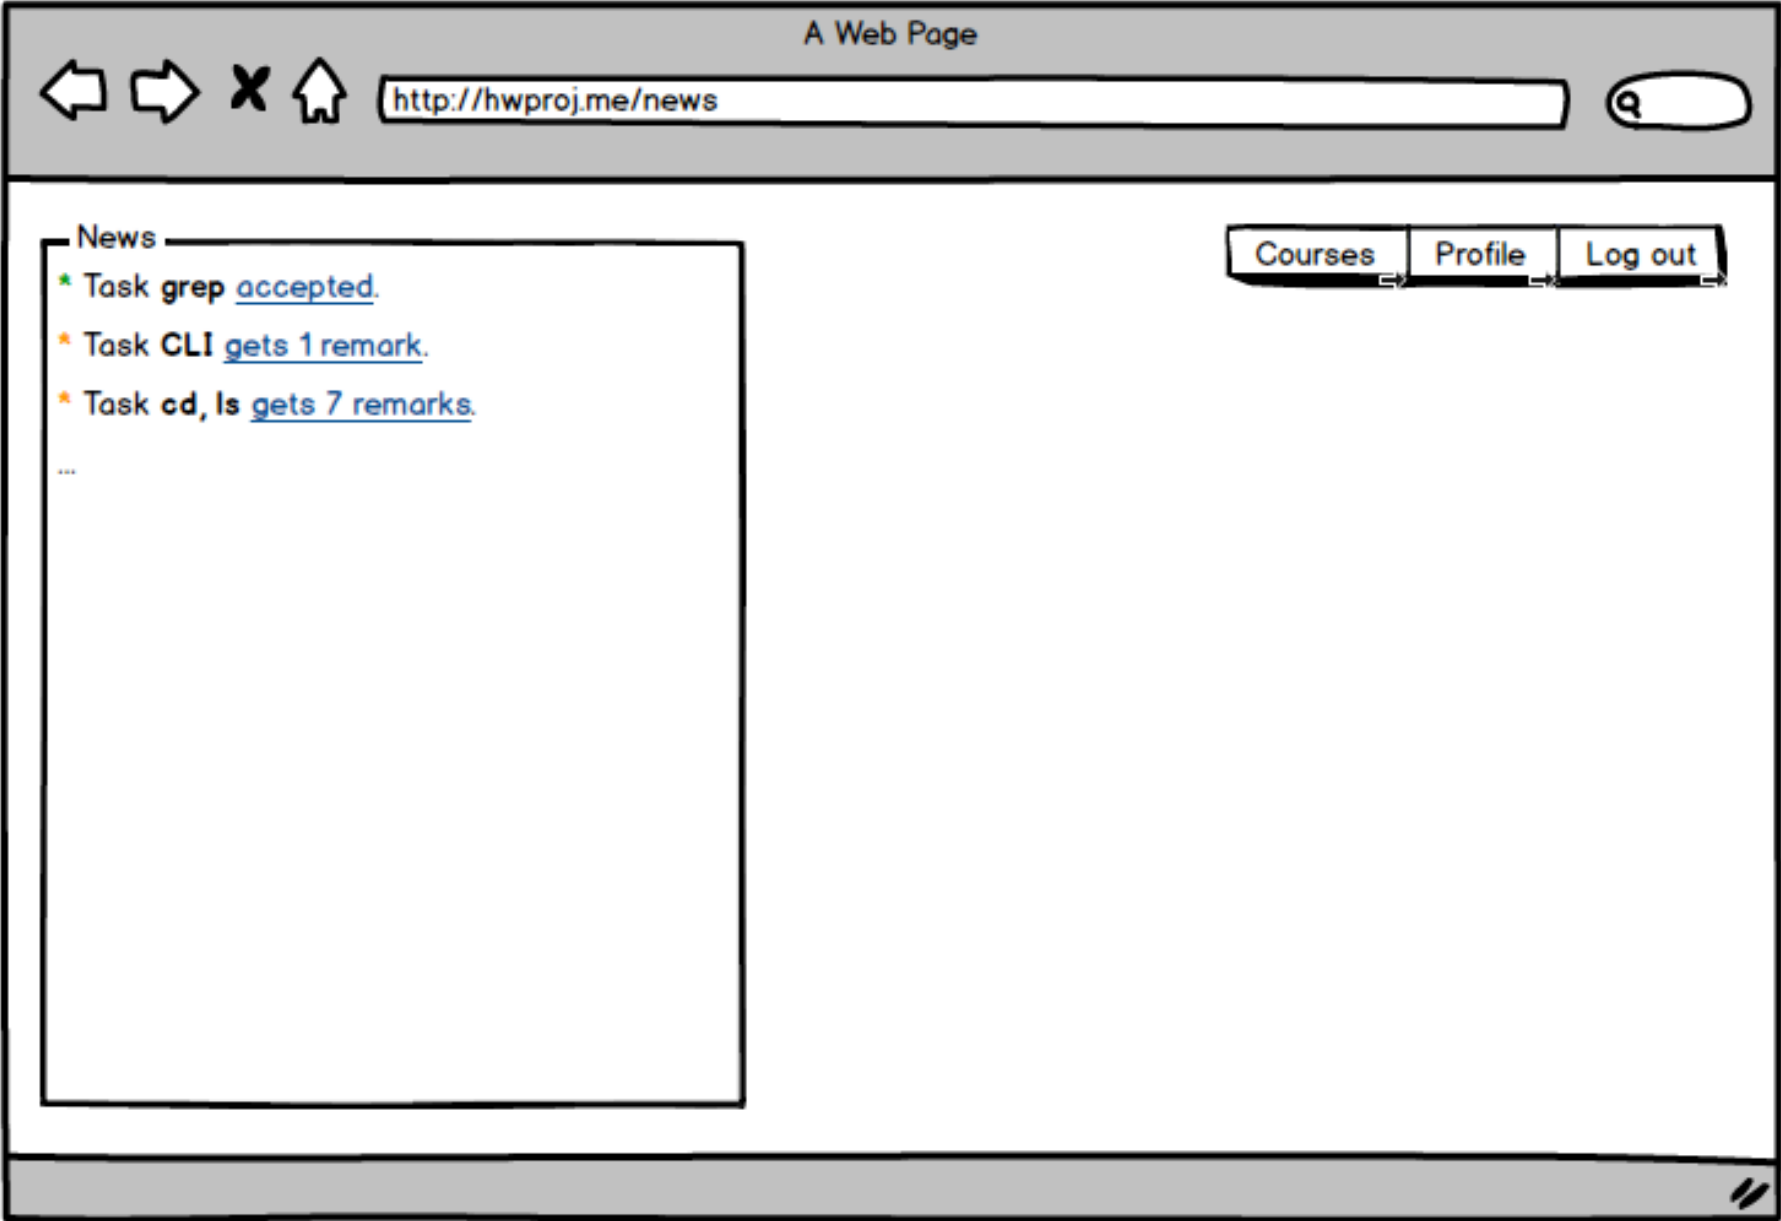 A Web Page
http://hwproj.me/news
News
Courses Profile Log out
* Task grep accepted.
* Task CLI gets 1 remark.
* Task cd, ls gets 7 remarks.
...